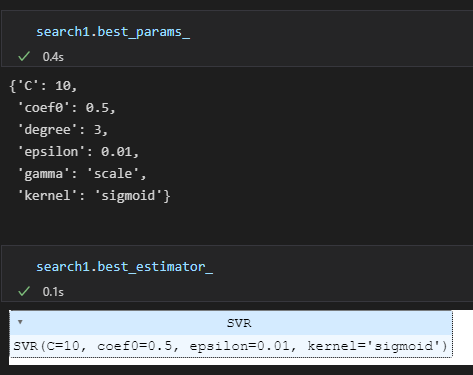 search1.best_params_
0.4s
{'C': 10,
'coef0': 0.5,
'degree': 3,
'epsilon': 0.01,
'gamma': 'scale',
'kernel': 'sigmoid'}
search1.best_estimator_
0.1s
SVR
SVR(C=10, coef0=0.5, epsilon=0.01, kernel='sigmoid')